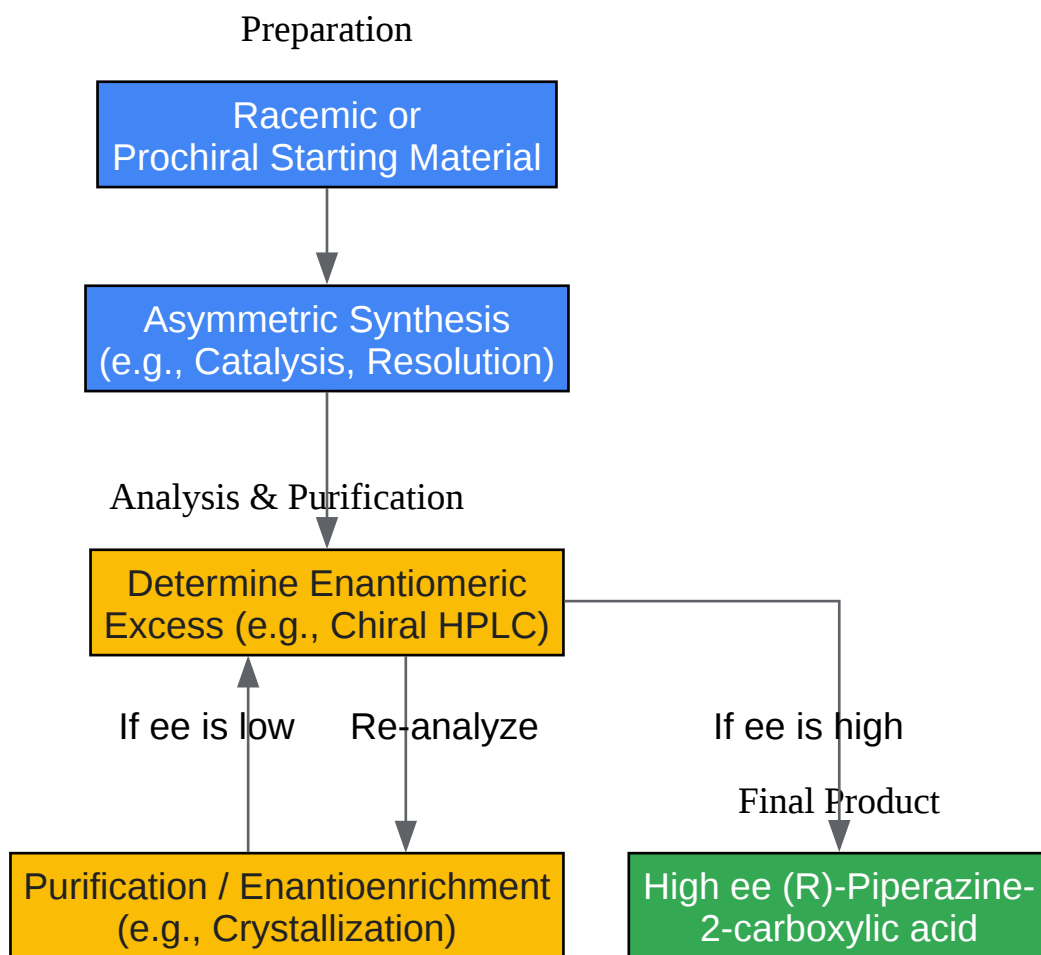 Preparation
Racemic or
Prochiral Starting Material
Asymmetric Synthesis
(e.g., Catalysis, Resolution)
Analysis & Purification
Determine Enantiomeric
Excess (e.g., Chiral HPLC)
If ee is low
Re-analyze
If ee is high
Final Product
Purification / Enantioenrichment
(e.g., Crystallization)
High ee (R)-Piperazine-
2-carboxylic acid